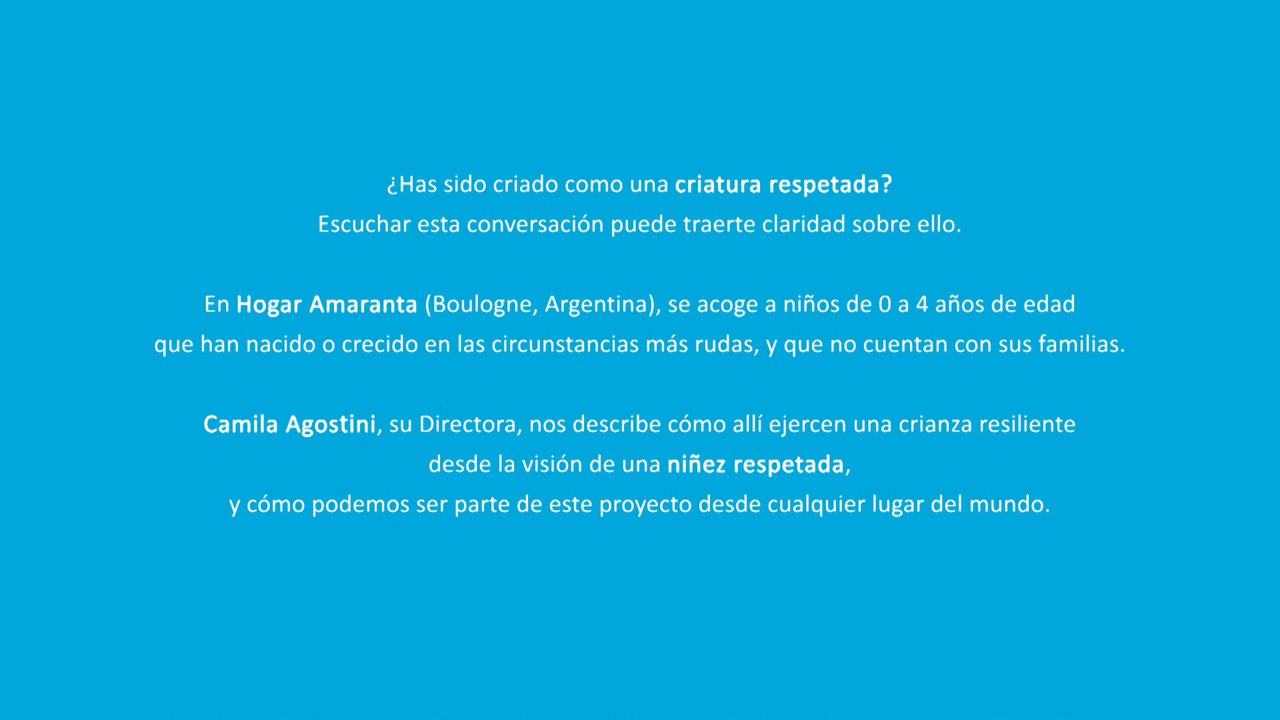 ¿Has sido criado como una criatura respetada?
Escuchar esta conversación puede traerte claridad sobre ello.
En Hogar Amaranta (Boulogne, Argentina), se acoge a niños de 0 a 4 años de edad
que han nacido o crecido en las circunstancias más rudas, y que no cuentan con sus familias.
Camila Agostini, su Directora, nos describe cómo allí ejercen una crianza resiliente
desde la visión de una niñez respetada,
y cómo podemos ser parte de este proyecto desde cualquier lugar del mundo.